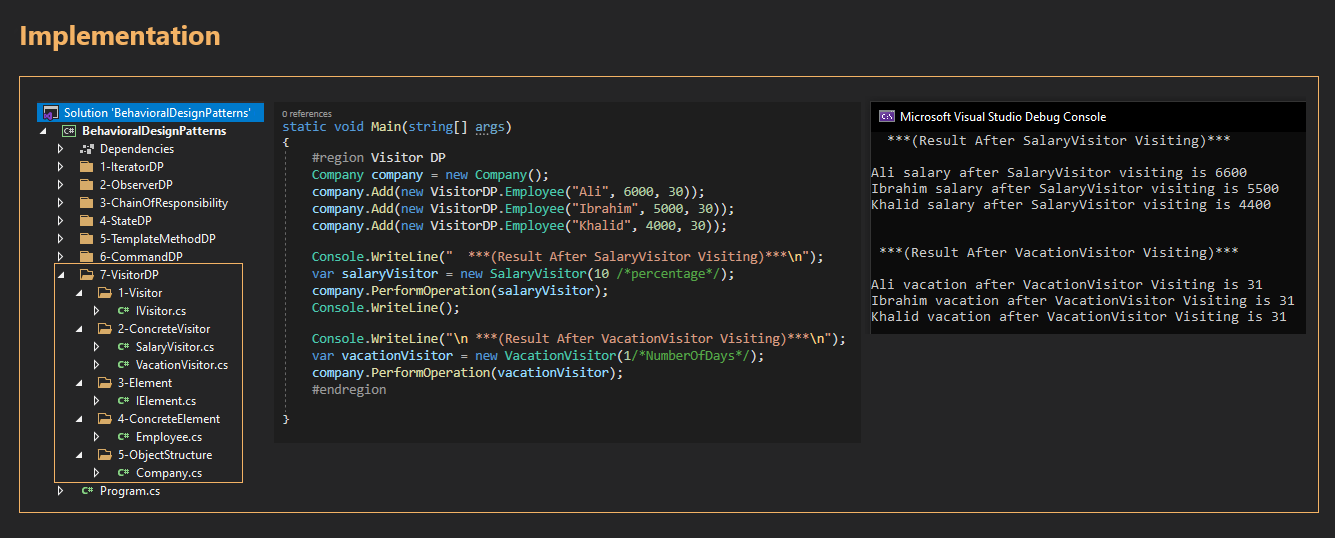 Implementation
Solution 'BehavioralDesignPatterns'
BehavioralDesignPatterns
Dependencies
1-IteratorDP
2-ObserverDP
3-ChainOfResponsibility
4-StateDP
5-TemplateMethodDP
6-CommandDP
7-VisitorDP
1-Visitor
C# IVisitor.cs
2-ConcreteVisitor
C# SalaryVisitor.cs
C# VacationVisitor.cs
3-Element
C# IElement.cs
4-ConcreteElement
C# Employee.cs
5-ObjectStructure
C# Company.cs
C# Program.cs
0 references
static void Main(string[] args)
{
#region Visitor DP
Company company = new Company();
company.Add(new VisitorDP.Employee("Ali", 6000, 30));
company.Add(new VisitorDP.Employee("Ibrahim", 5000, 30));
company.Add(new VisitorDP.Employee("Khalid", 4000, 30));
Console.WriteLine("  ***(Result After SalaryVisitor Visiting)***\n");
var salaryVisitor = new SalaryVisitor(10 /*percentage*/);
company.PerformOperation(salaryVisitor);
Console.WriteLine();
Console.WriteLine("\n ***(Result After VacationVisitor Visiting)***\n");
var vacationVisitor = new VacationVisitor(1/*NumberOfDays*/);
company.PerformOperation(vacationVisitor);
#endregion
}
Microsoft Visual Studio Debug Console
***(Result After SalaryVisitor Visiting)***
Ali salary after SalaryVisitor visiting is 6600
Ibrahim salary after SalaryVisitor visiting is 5500
Khalid salary after SalaryVisitor visiting is 4400
***(Result After VacationVisitor Visiting)***
Ali vacation after VacationVisitor Visiting is 31
Ibrahim vacation after VacationVisitor Visiting is 31
Khalid vacation after VacationVisitor Visiting is 31